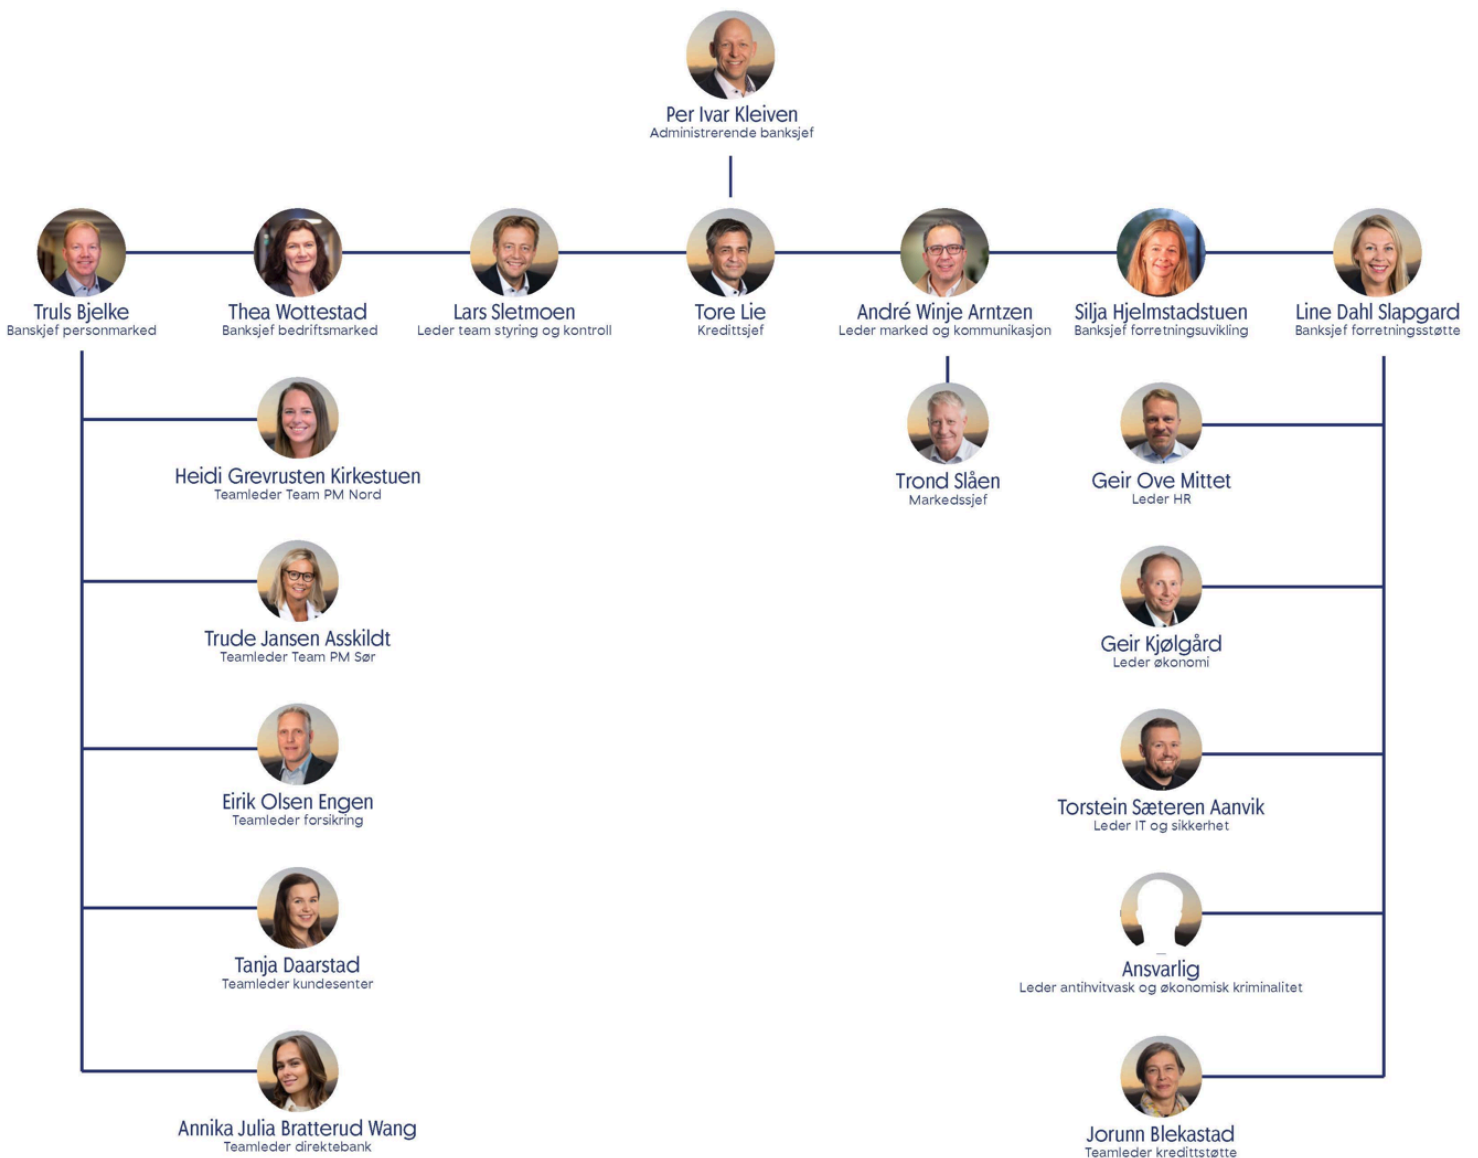 Per Ivar Kleiven
Administrerende banksjef
Truls Bjelke
Banskjef personmarked
Thea Wottestad
Banksjef bedriftsmarked
Lars Sletmoen
Leder team styring og kontroll
Tore Lie
Kredittsjef
André Winje Arntzen
Leder marked og kommunikasjon
Silja Hjelmstadstuen
Banksjef forretningsuvikling
Line Dahl Slapgard
Banksjef forretningsstøtte
Heidi Grevrusten Kirkestuen
Teamleder Team PM Nord
Trond Slåen
Markedssjef
Geir Ove Mittet
Leder HR
Trude Jansen Asskildt
Teamleder Team PM Sør
Geir Kjølgård
Leder økonomi
Eirik Olsen Engen
Teamleder forsikring
Torstein Sæteren Aanvik
Leder IT og sikkerhet
Tanja Daarstad
Teamleder kundesenter
Ansvarlig
Leder antihvitvask og økonomisk kriminalitet
Annika Julia Bratterud Wang
Teamleder direktebank
Jorunn Blekastad
Teamleder kredittstøtte